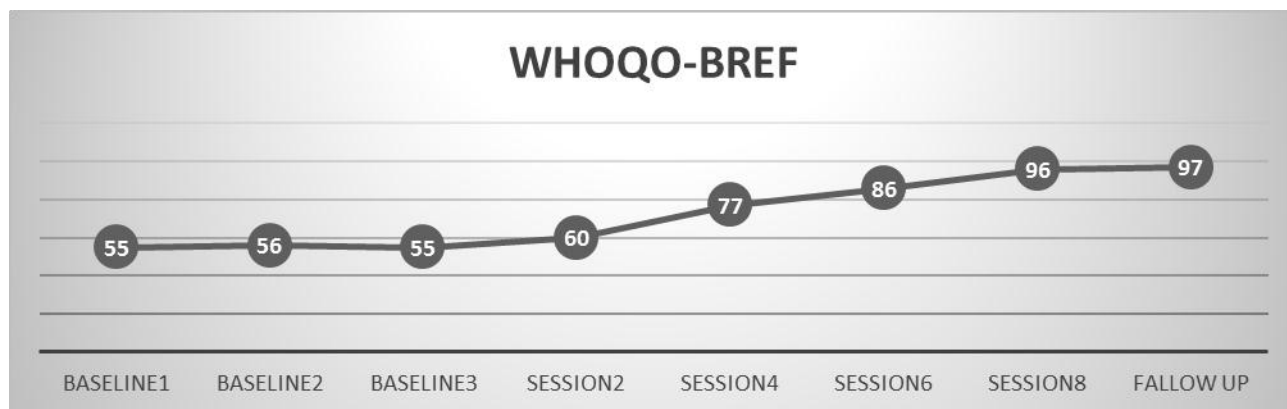 WHOQO-BREF
55 56 55 60 77 86 96 97
BASELINE1 BASELINE2 BASELINE3 SESSION2 SESSION4 SESSION6 SESSION8 FALLOW UP